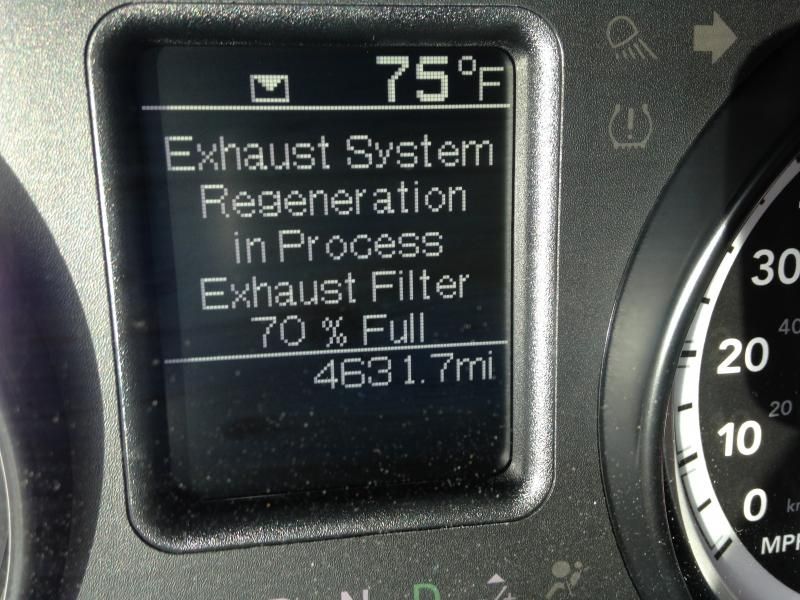 75°F
Exhaust System
Regeneration
in Process
Exhaust Filter
70 % Full
4631.7mi
30
40
20
20
10
0
MPH
N D